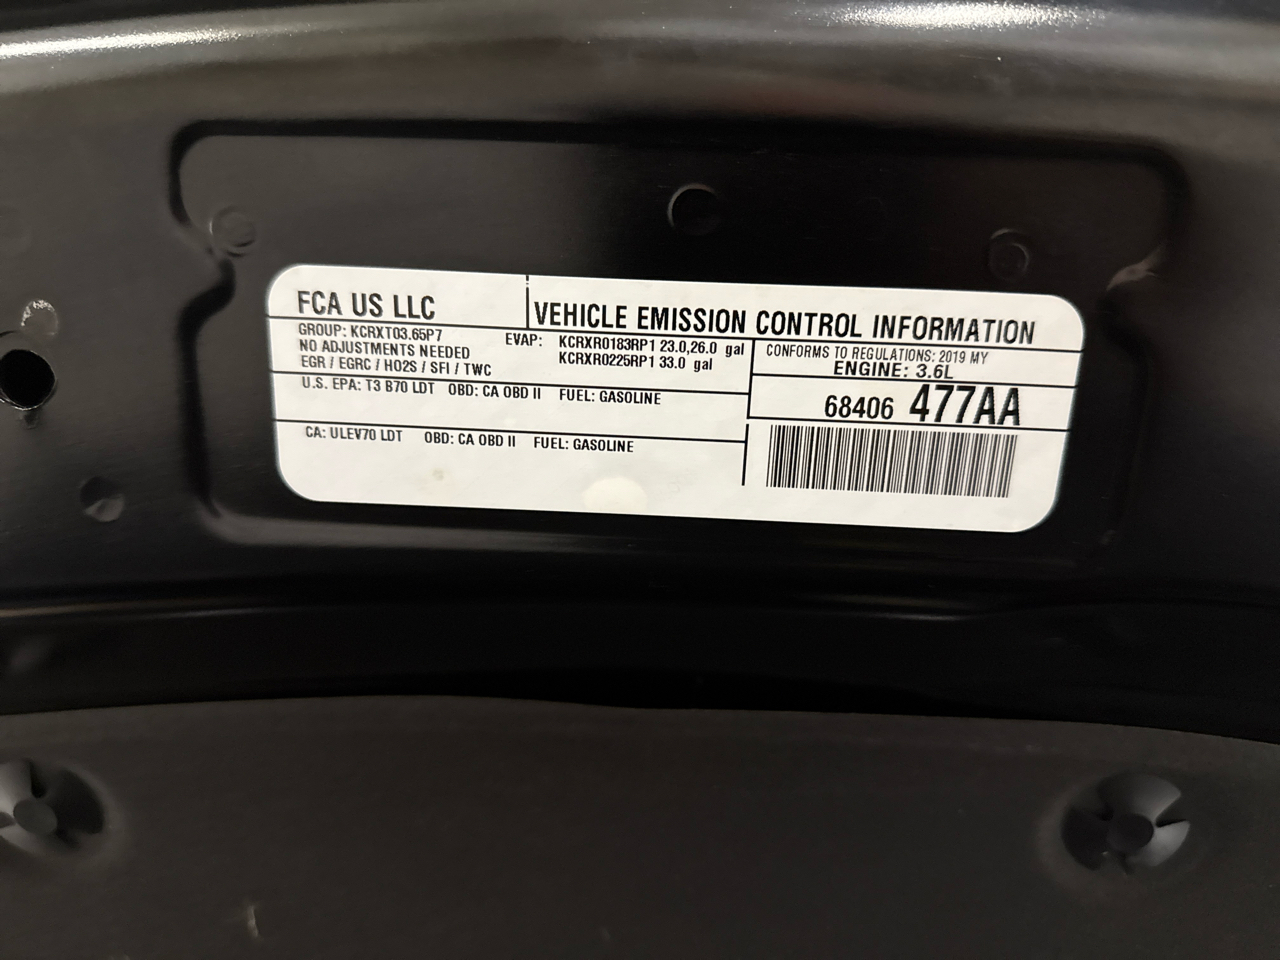 FCA US LLC
VEHICLE EMISSION CONTROL INFORMATION
GROUP: KCRXT03.65P7
NO ADJUSTMENTS NEEDED
EGR / EGRC / HO2S / SFI / TWC
EVAP: KCRXR0183RP1 23.0,26.0 gal
KCRXR0225RP1 33.0 gal
CONFORMS TO REGULATIONS: 2019 MY
ENGINE: 3.6L
U.S. EPA: T3 B70 LDT OBD: CA OBD II FUEL: GASOLINE
68406 477AA
CA: ULEV70 LDT OBD: CA OBD II FUEL: GASOLINE